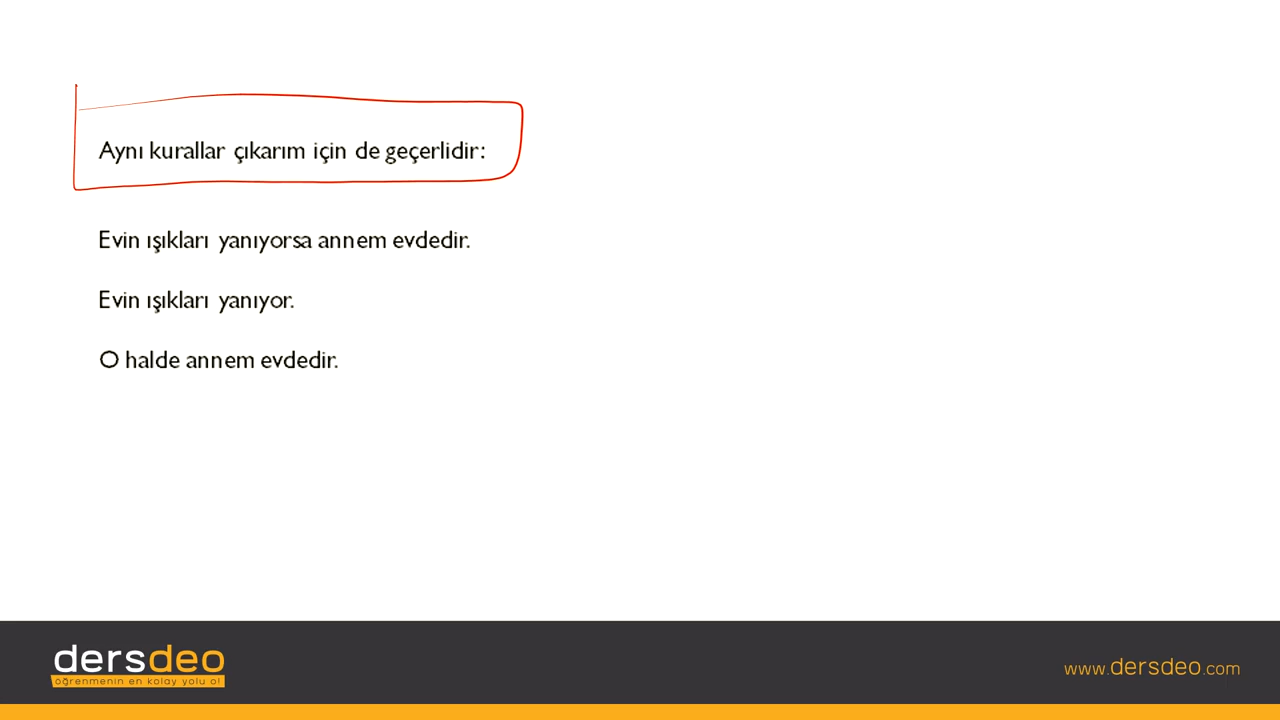 Aynı kurallar çıkarım için de geçerlidir:
Evin ışıkları yanıyorsa annem evdedir.
Evin ışıkları yanıyor.
O halde annem evdedir.
dersdeo
öğrenmenin en kolay yolu o!
www.dersdeo.com